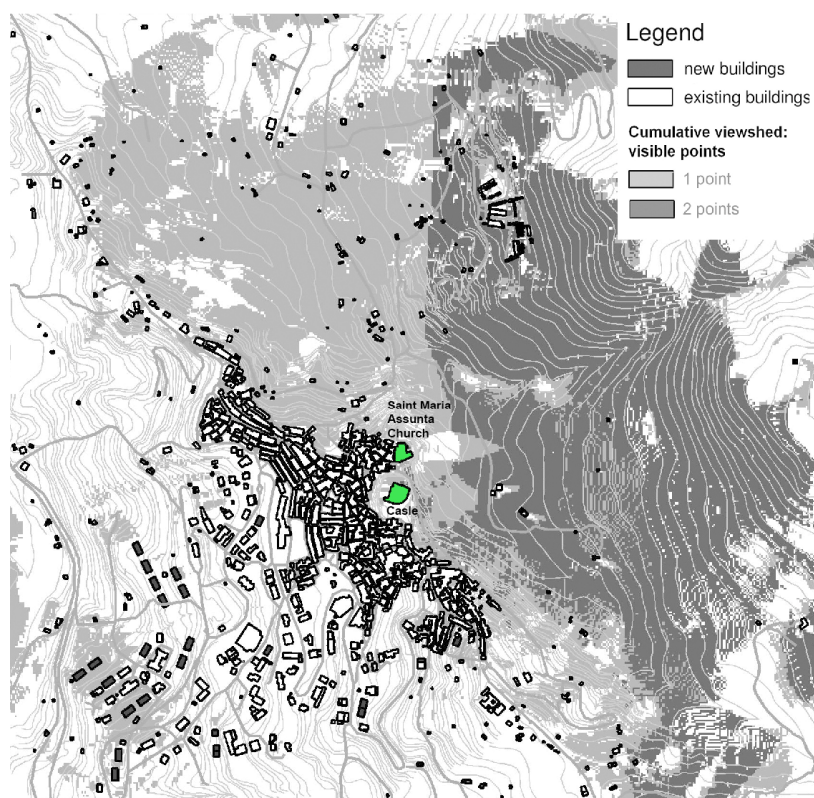 Legend
new buildings
existing buildings
Cumulative viewshed:
visible points
1 point
2 points
Saint Maria
Assunta
Church
Casle